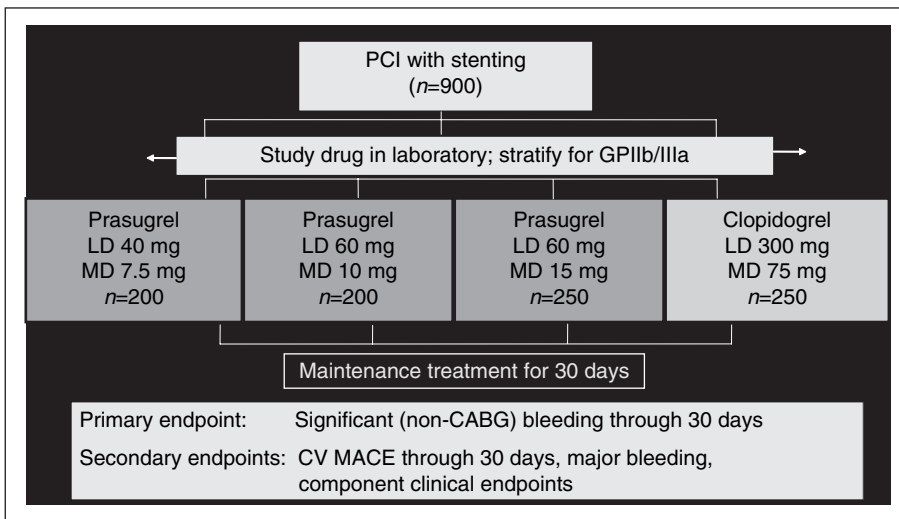 PCI with stenting
(n=900)
Study drug in laboratory; stratify for GPIIb/IIIa
Prasugrel
LD 40 mg
MD 7.5 mg
n=200
Prasugrel
LD 60 mg
MD 10 mg
n=200
Prasugrel
LD 60 mg
MD 15 mg
n=250
Clopidogrel
LD 300 mg
MD 75 mg
n=250
Maintenance treatment for 30 days
Primary endpoint: Significant (non-CABG) bleeding through 30 days
Secondary endpoints: CV MACE through 30 days, major bleeding,
component clinical endpoints